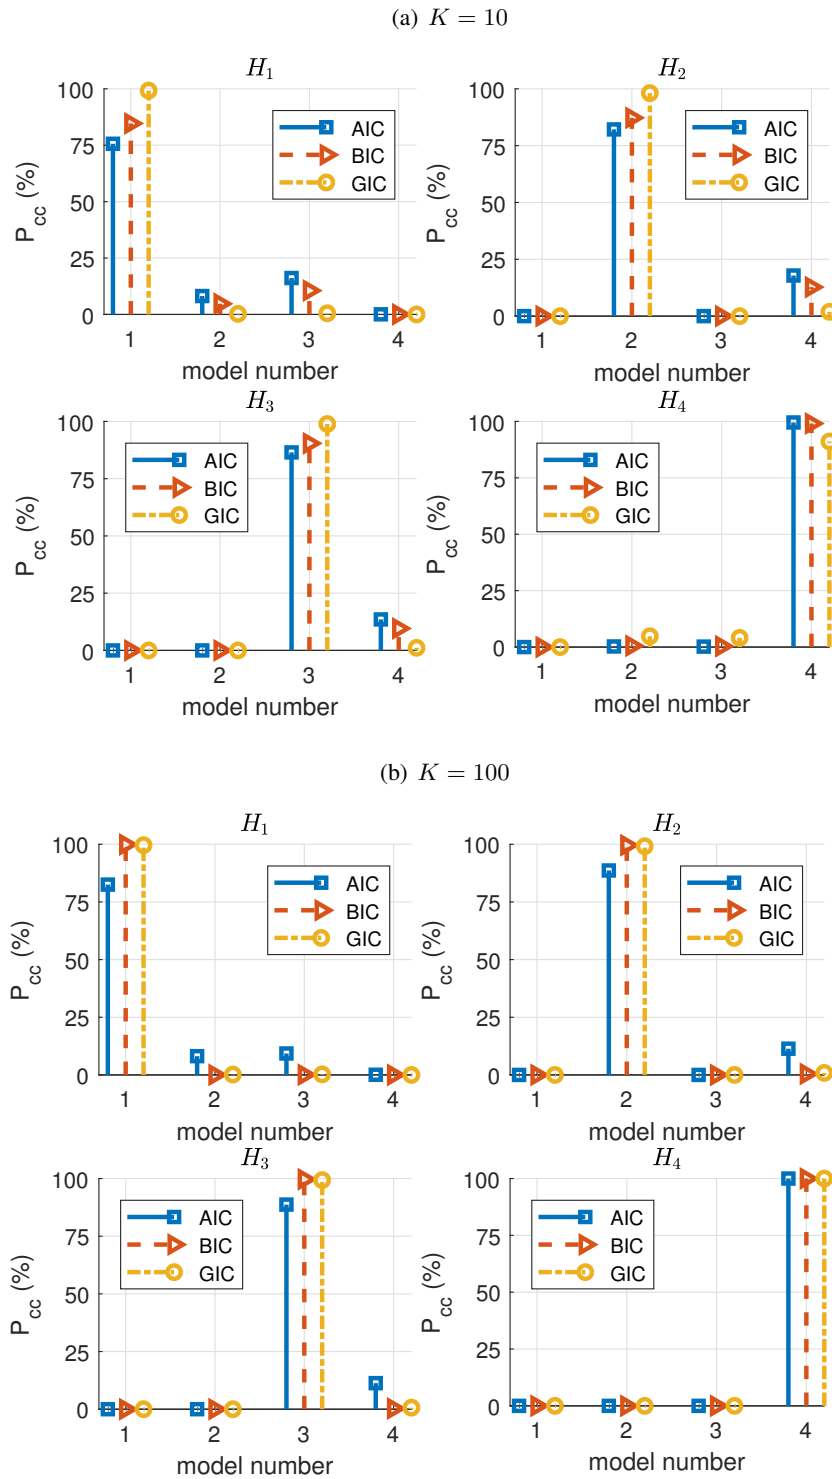 (a) K = 10
H1
100
75
50
25
0
P_cc (%)
AIC
BIC
GIC
1 2 3 4
model number
H2
100
75
50
25
0
P_cc (%)
AIC
BIC
GIC
1 2 3 4
model number
H3
100
75
50
25
0
P_cc (%)
AIC
BIC
GIC
1 2 3 4
model number
H4
100
75
50
25
0
P_cc (%)
AIC
BIC
GIC
1 2 3 4
model number
(b) K = 100
H1
100
75
50
25
0
P_cc (%)
AIC
BIC
GIC
1 2 3 4
model number
H2
100
75
50
25
0
P_cc (%)
AIC
BIC
GIC
1 2 3 4
model number
H3
100
75
50
25
0
P_cc (%)
AIC
BIC
GIC
1 2 3 4
model number
H4
100
75
50
25
0
P_cc (%)
AIC
BIC
GIC
1 2 3 4
model number